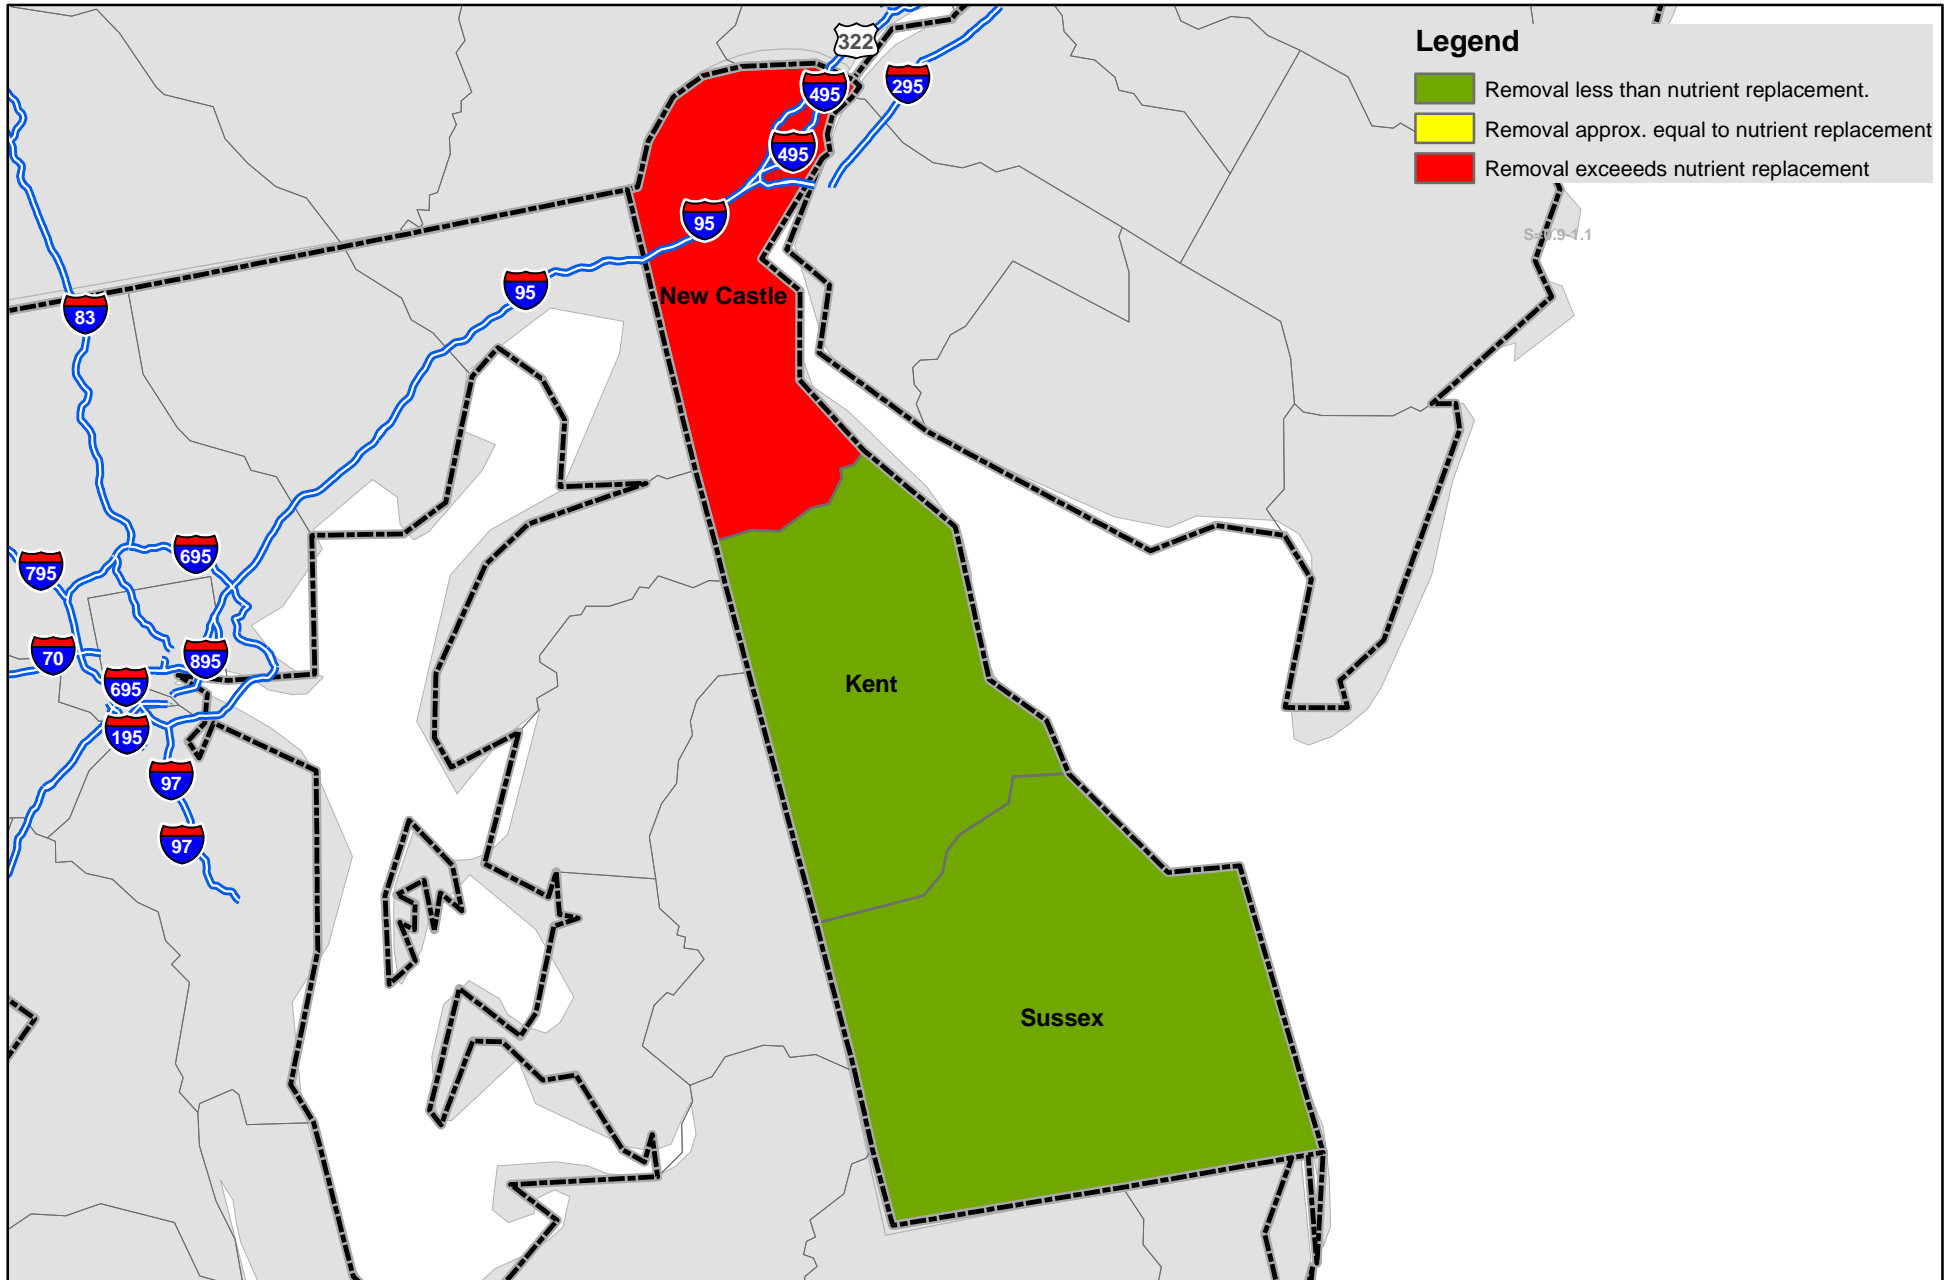 322
Legend
495
295
Removal less than nutrient replacement.
Removal approx. equal to nutrient replacement
495
Removal exceeeds nutrient replacement
95
95
New Castle
83
695
795
70
895
695
Kent
195
97
97
Sussex